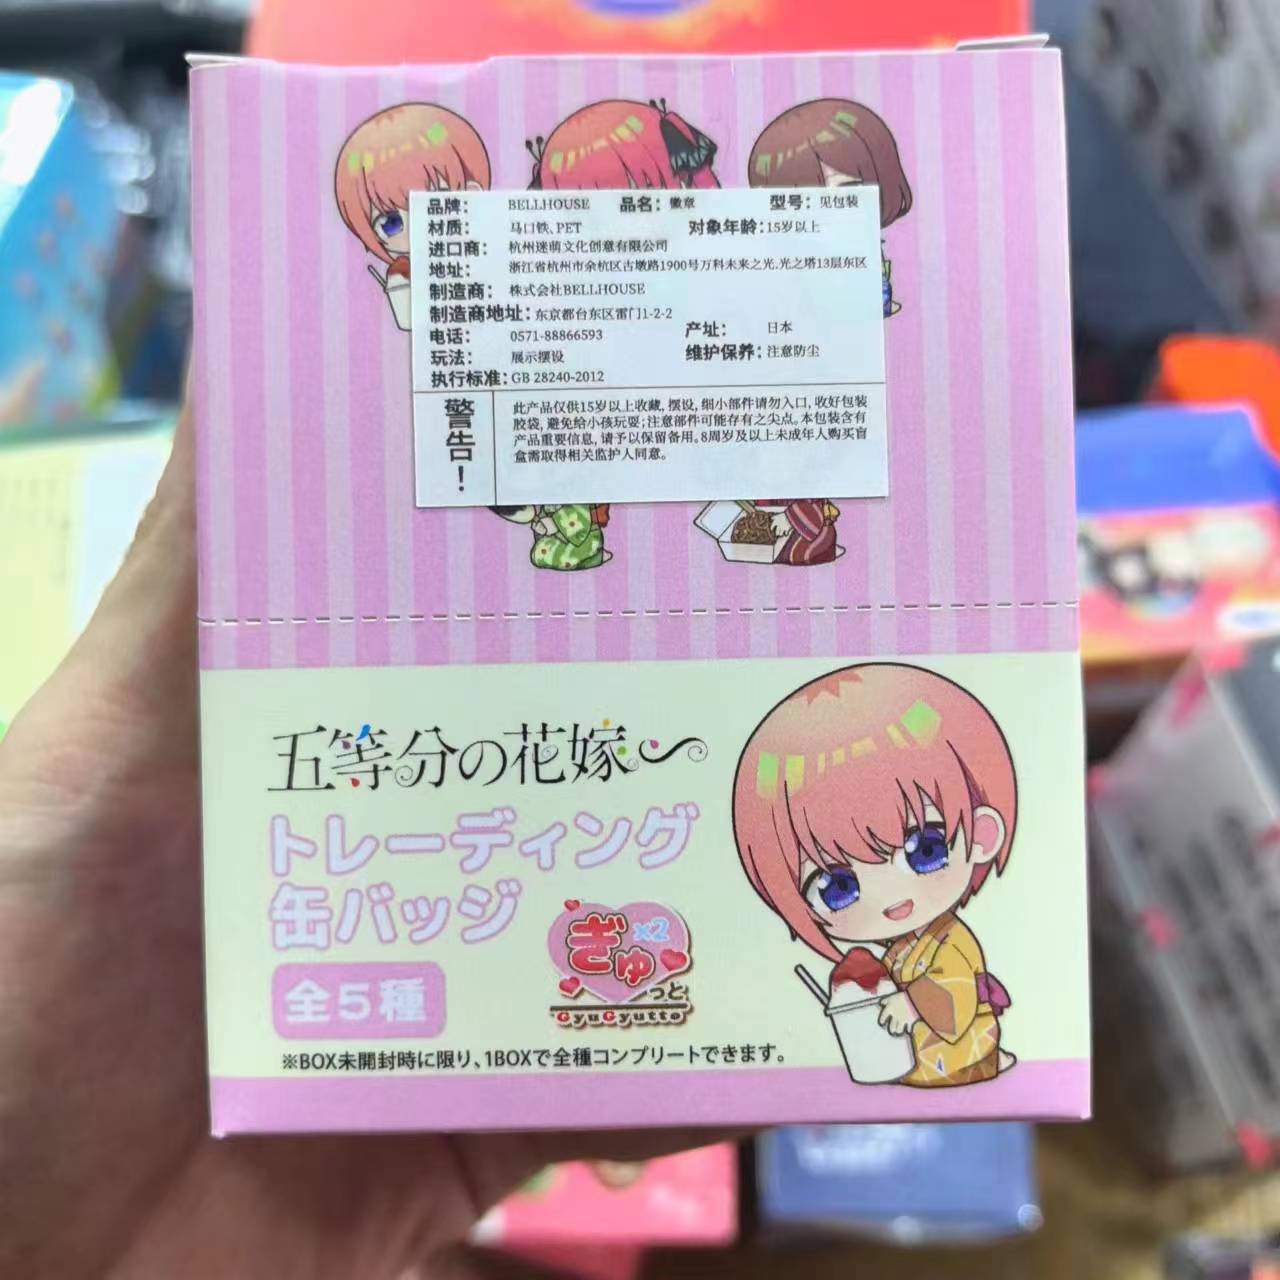 品牌： BELLHOUSE 品名：徽章 型号：见包装
材质： 马口铁、PET 对象年龄：15岁以上
进口商： 杭州迷萌文化创意有限公司
地址： 浙江省杭州市余杭区古墩路1900号万科未来之光.光之塔13层东区
制造商： 株式会社BELLHOUSE
制造商地址：东京都台东区雷门1-2-2
电话： 0571-88866593 产址： 日本
玩法： 展示摆设 维护保养：注意防尘
执行标准：GB 28240-2012
警告！
此产品仅供15岁以上收藏, 摆设, 细小部件请勿入口, 收好包装
胶袋, 避免给小孩玩耍; 注意部件可能存有之尖点。本包装含有
产品重要信息, 请予以保留备用。8周岁及以上未成年人购买盲
盒需取得相关监护人同意。
五等分の花嫁∽
トレーディング
缶バッジ
全5種
ぎゅ×2
っと
GyuGyutto
※BOX未開封時に限り、1BOXで全種コンプリートできます。